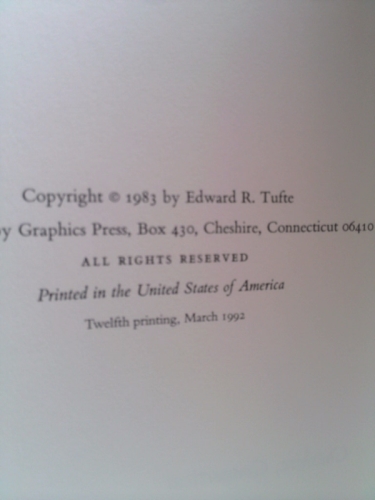 Copyright © 1983 by Edward R. Tufte
y Graphics Press, Box 430, Cheshire, Connecticut 06410
ALL RIGHTS RESERVED
Printed in the United States of America
Twelfth printing, March 1992